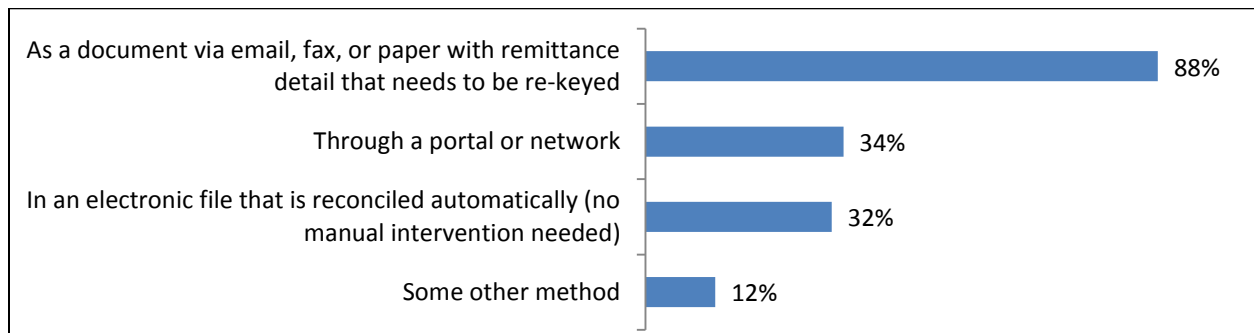 As a document via email, fax, or paper with remittance
detail that needs to be re-keyed
88%
Through a portal or network
34%
In an electronic file that is reconciled automatically (no
manual intervention needed)
32%
Some other method
12%